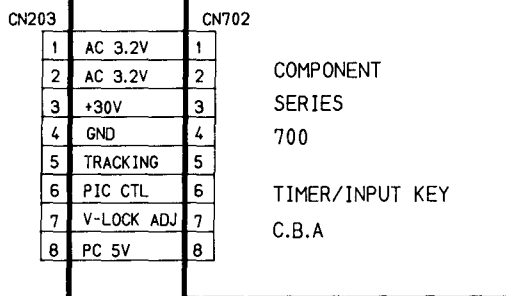 CN203 CN702
1 AC 3.2V 1
2 AC 3.2V 2
3 +30V 3
4 GND 4
5 TRACKING 5
6 PIC CTL 6
7 V-LOCK ADJ 7
8 PC 5V 8
COMPONENT
SERIES
700
TIMER/INPUT KEY
C.B.A